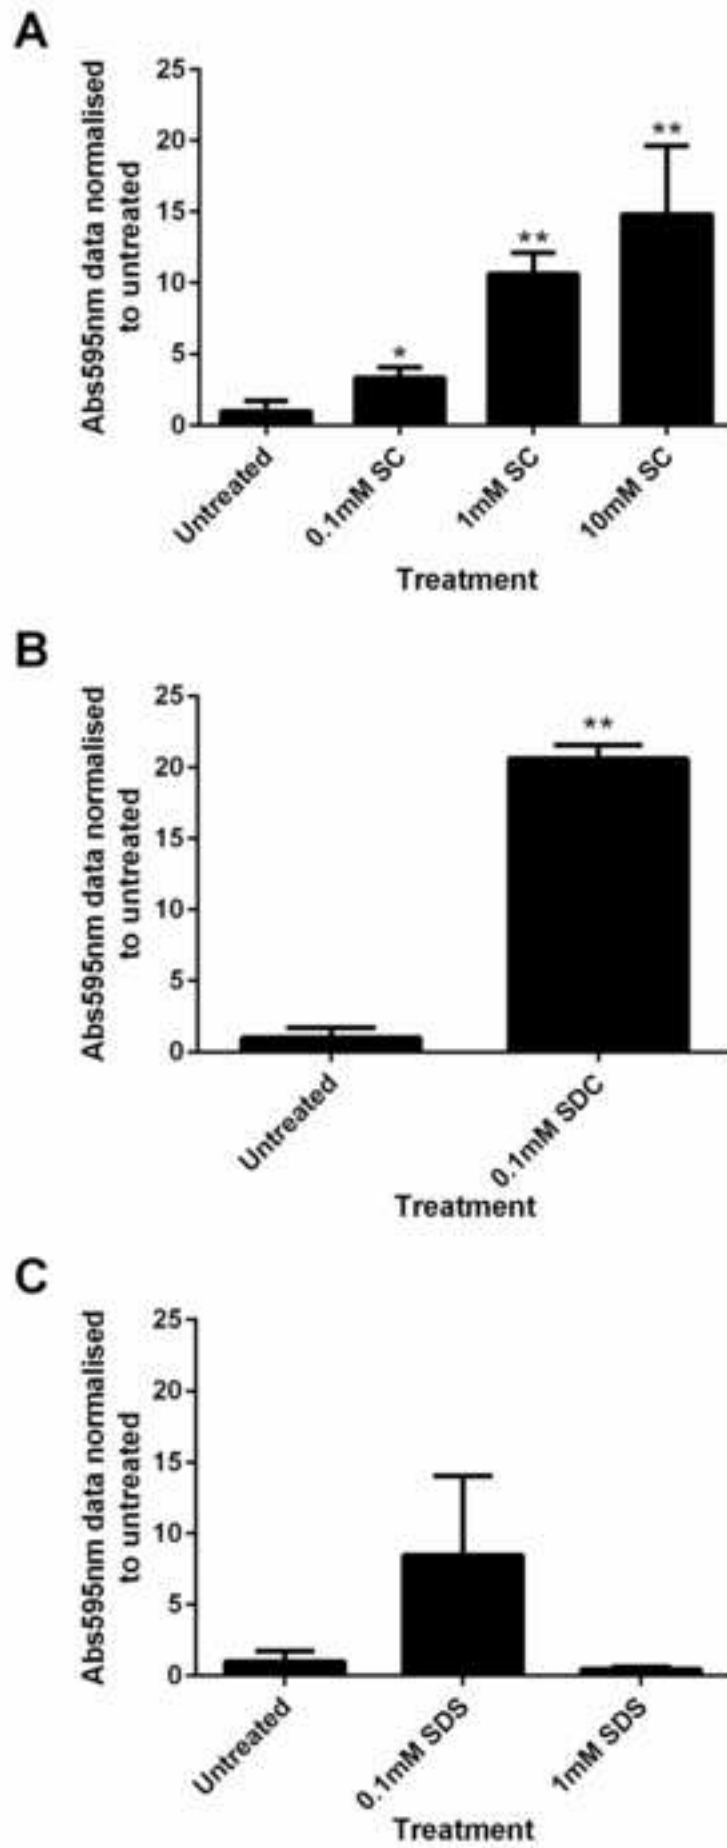 A
Abs595nm data normalised
to untreated
25
20
15
10
5
0
*
**
**
Untreated
0.1mM SC
1mM SC
10mM SC
Treatment
B
Abs595nm data normalised
to untreated
25
20
15
10
5
0
**
Untreated
0.1mM SDC
Treatment
C
Abs595nm data normalised
to untreated
25
20
15
10
5
0
Untreated
0.1mM SDS
1mM SDS
Treatment